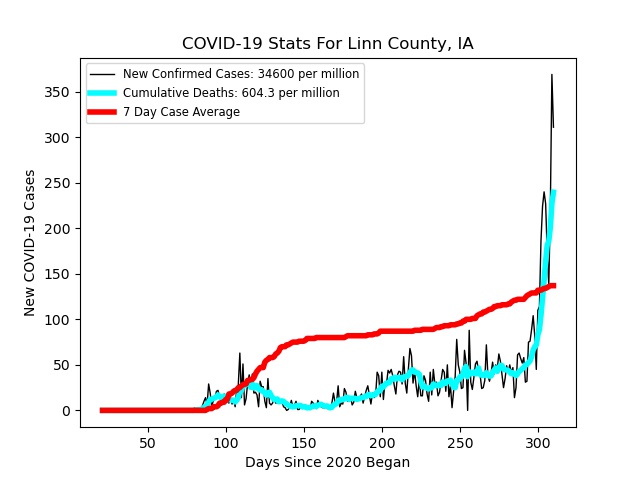 COVID-19 Stats For Linn County, IA
New Confirmed Cases: 34600 per million
Cumulative Deaths: 604.3 per million
7 Day Case Average
New COVID-19 Cases
350
300
250
200
150
100
50
0
50 100 150 200 250 300
Days Since 2020 Began